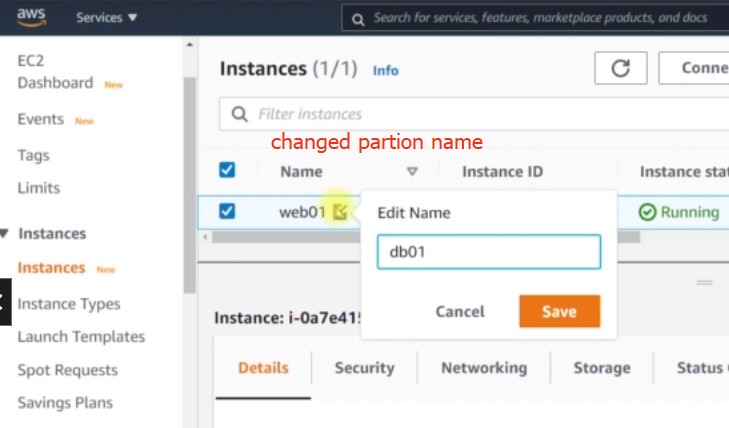 aws
Services
Search for services, features, marketplace products, and docs
EC2
Dashboard New
Events New
Tags
Limits
Instances
Instances New
Instance Types
Launch Templates
Spot Requests
Savings Plans
Instances (1/1) Info
Conne
Filter instances
changed partion name
Name
Instance ID
Instance stat
web01
Running
Edit Name
db01
Cancel
Save
Instance: i-0a7e415
Details
Security
Networking
Storage
Status